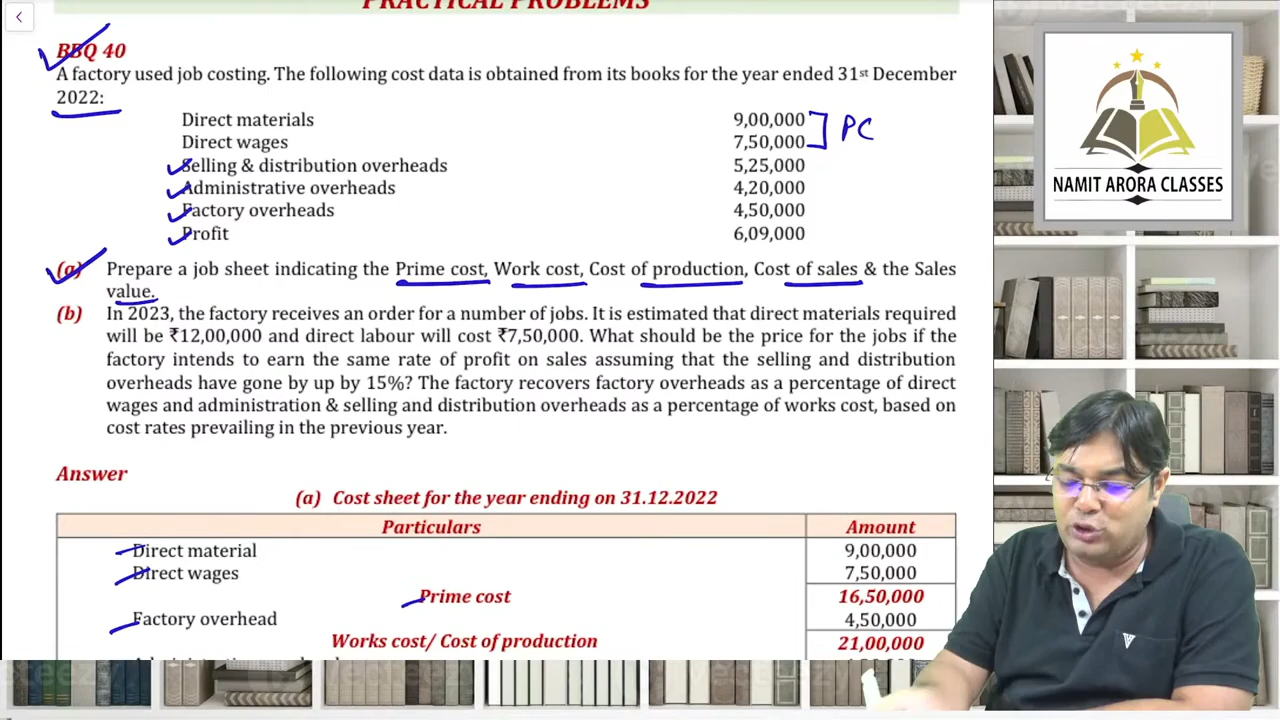 PRACTICAL PROBLEMS
BBQ 40
A factory used job costing. The following cost data is obtained from its books for the year ended 31st December
2022:
Direct materials 9,00,000
Direct wages 7,50,000
PC
Selling & distribution overheads 5,25,000
Administrative overheads 4,20,000
Factory overheads 4,50,000
Profit 6,09,000
(a) Prepare a job sheet indicating the Prime cost, Work cost, Cost of production, Cost of sales & the Sales
value.
(b) In 2023, the factory receives an order for a number of jobs. It is estimated that direct materials required
will be ₹12,00,000 and direct labour will cost ₹7,50,000. What should be the price for the jobs if the
factory intends to earn the same rate of profit on sales assuming that the selling and distribution
overheads have gone by up by 15%? The factory recovers factory overheads as a percentage of direct
wages and administration & selling and distribution overheads as a percentage of works cost, based on
cost rates prevailing in the previous year.
Answer
(a) Cost sheet for the year ending on 31.12.2022
Particulars Amount
Direct material 9,00,000
Direct wages 7,50,000
Prime cost 16,50,000
Factory overhead 4,50,000
Works cost/ Cost of production 21,00,000
NAMIT ARORA CLASSES